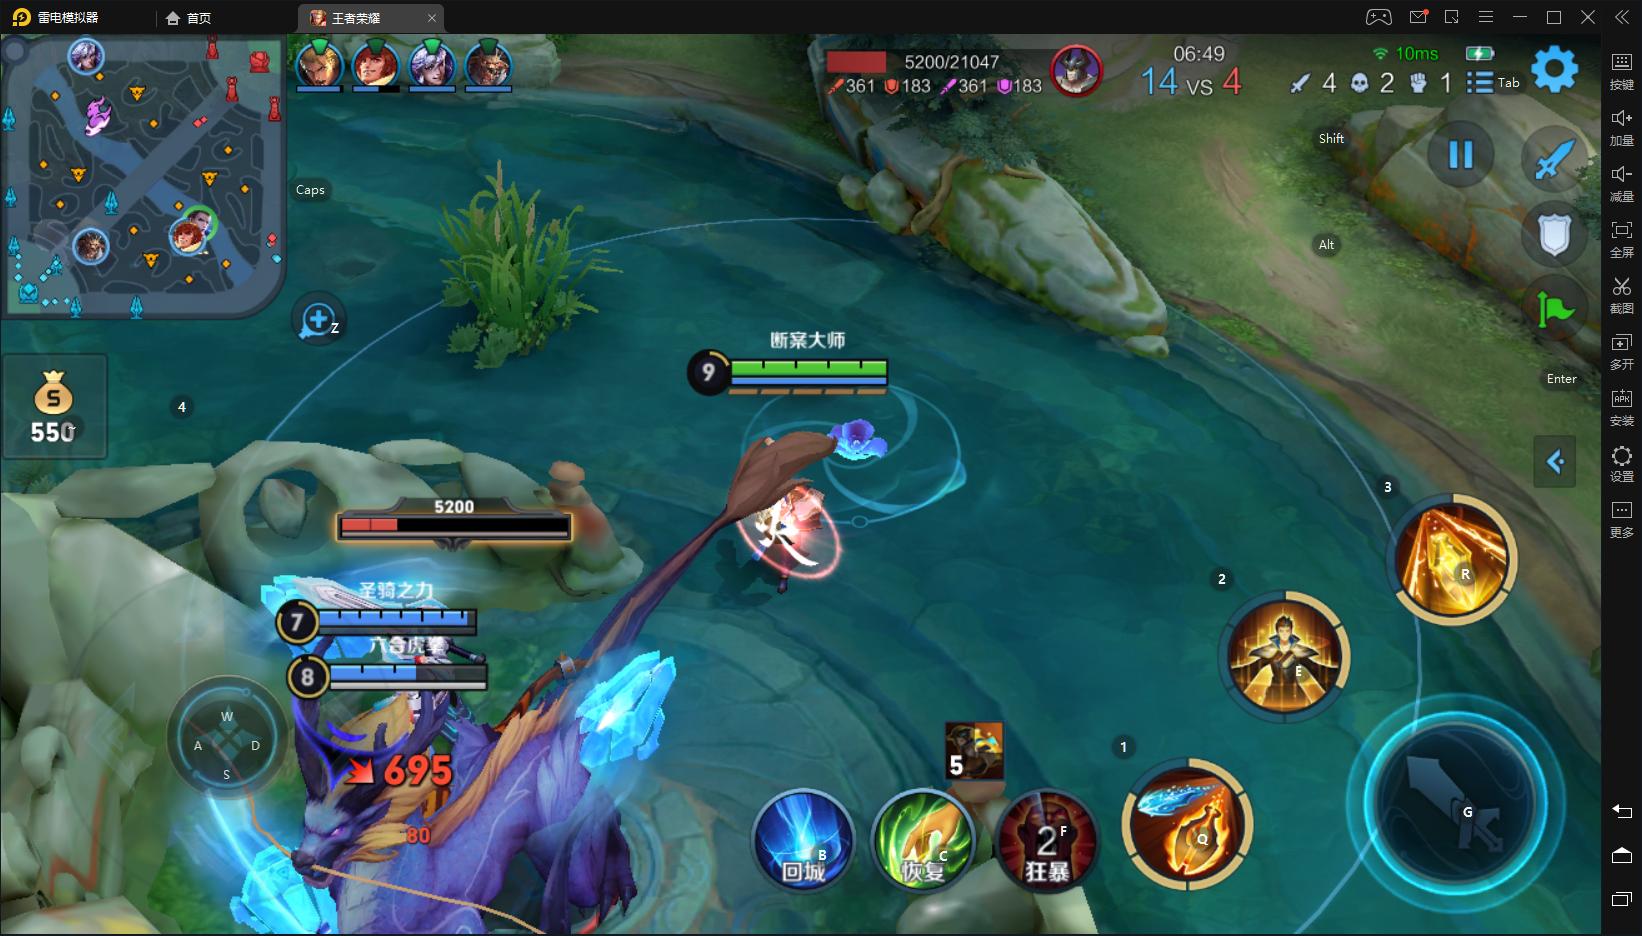 雷电模拟器
首页
王者荣耀
5200/21047
361 183 361 183
06:49
14 VS 4
10ms
4 2 1
Tab
按键
加量
减量
全屏
截图
多开
安装
设置
更多
Shift
Caps
Alt
Z
Enter
S
550
4
断案大师
9
5200
圣骑之力
7
六合虎拳
8
695
80
W
A
D
S
5
B
回城
C
恢复
2
F
狂暴
1
Q
2
E
3
R
G
APK